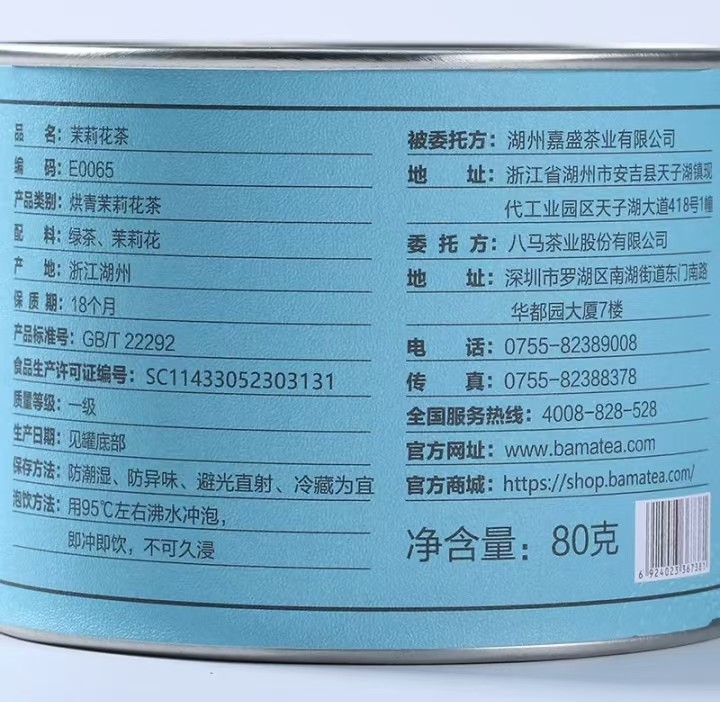 品 名：茉莉花茶
编 码：E0065
产品类别：烘青茉莉花茶
配 料：绿茶、茉莉花
产 地：浙江湖州
保 质 期：18个月
产品标准号：GB/T 22292
食品生产许可证编号：SC11433052303131
质量等级：一级
生产日期：见罐底部
保存方法：防潮湿、防异味、避光直射、冷藏为宜
泡饮方法：用95℃左右沸水冲泡，
即冲即饮，不可久浸
被委托方：湖州嘉盛茶业有限公司
地 址：浙江省湖州市安吉县天子湖镇现
代工业园区天子湖大道418号1幢
委 托 方：八马茶业股份有限公司
地 址：深圳市罗湖区南湖街道东门南路
华都园大厦7楼
电 话：0755-82389008
传 真：0755-82388378
全国服务热线：4008-828-528
官方网址：www.bamatea.com
官方商城：https://shop.bamatea.com/
净含量：80克
6 924023 367381